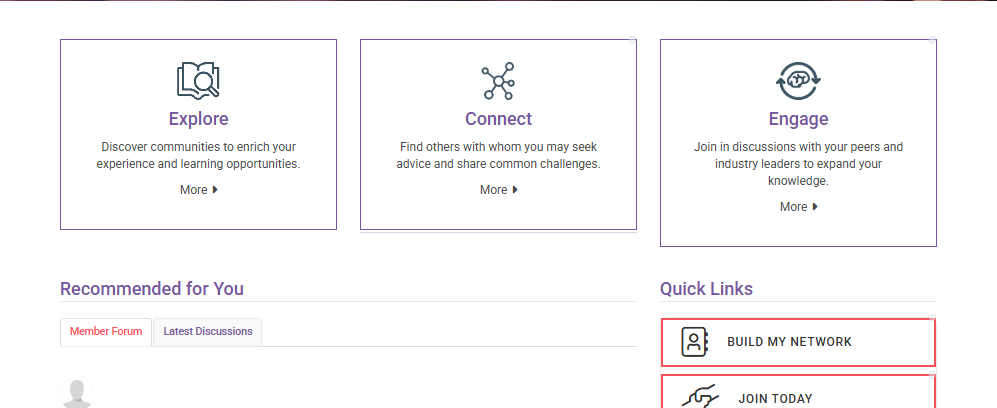 Explore
Discover communities to enrich your
experience and learning opportunities.
More
Connect
Find others with whom you may seek
advice and share common challenges.
More
Engage
Join in discussions with your peers and
industry leaders to expand your
knowledge.
More
Recommended for You
Member Forum
Latest Discussions
Quick Links
BUILD MY NETWORK
JOIN TODAY